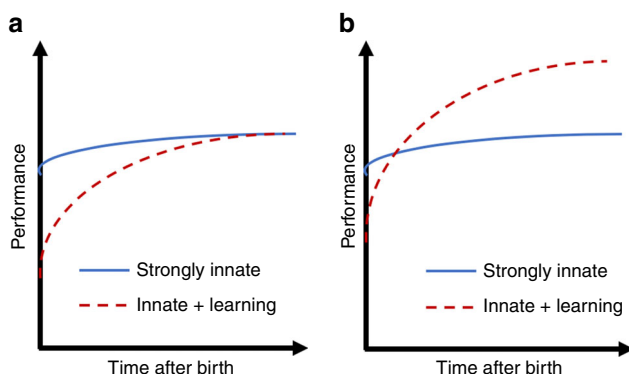 a
Performance
Strongly innate
Innate + learning
Time after birth
b
Performance
Strongly innate
Innate + learning
Time after birth